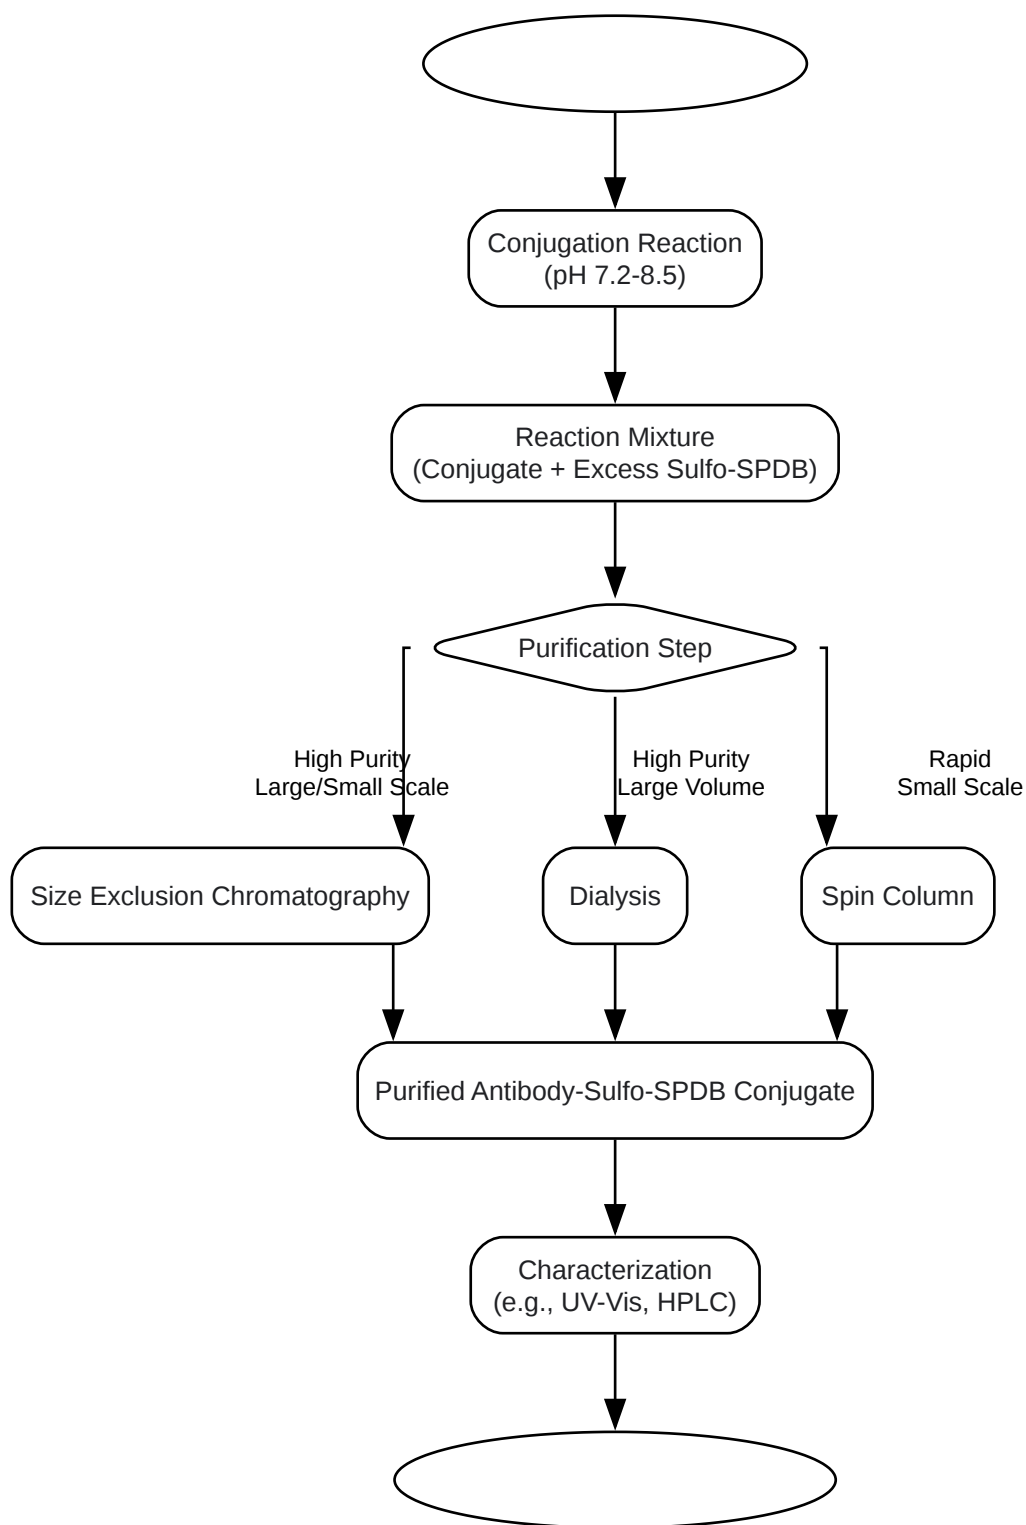 Conjugation Reaction
(pH 7.2-8.5)
Reaction Mixture
(Conjugate + Excess Sulfo-SPDB)
Purification Step
High Purity
Large/Small Scale
High Purity
Large Volume
Rapid
Small Scale
Size Exclusion Chromatography
Dialysis
Spin Column
Purified Antibody-Sulfo-SPDB Conjugate
Characterization
(e.g., UV-Vis, HPLC)